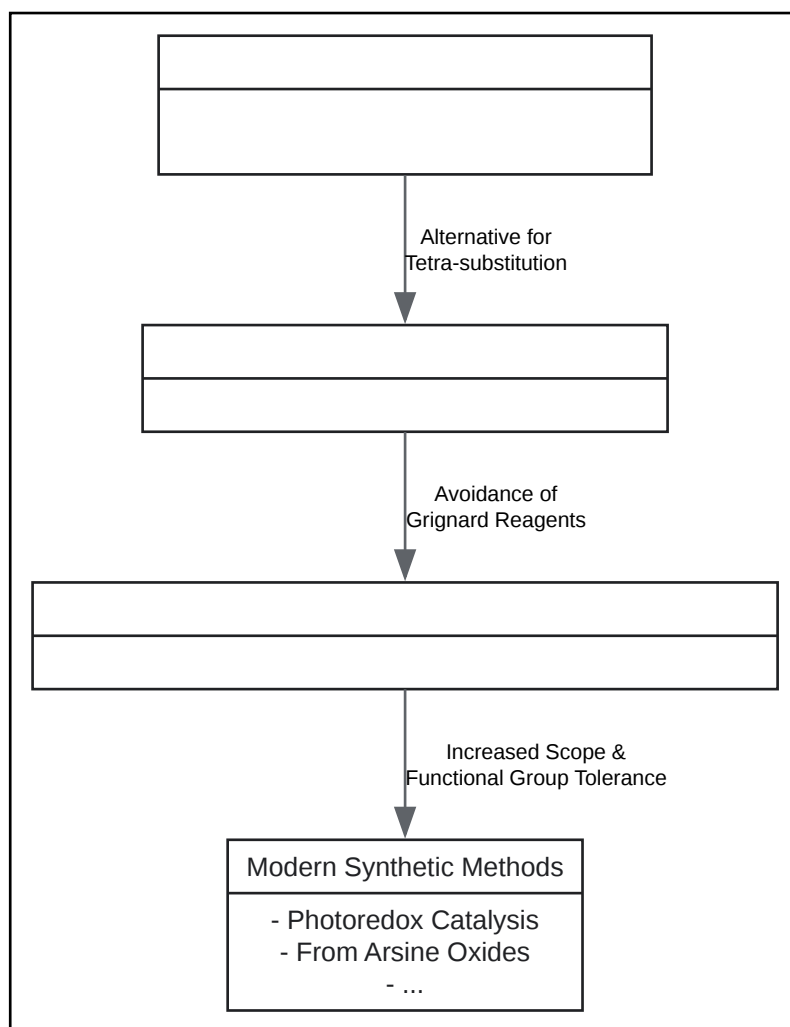 Alternative for
Tetra-substitution
Avoidance of
Grignard Reagents
Increased Scope &
Functional Group Tolerance
Modern Synthetic Methods
- Photoredox Catalysis
- From Arsine Oxides
- ...